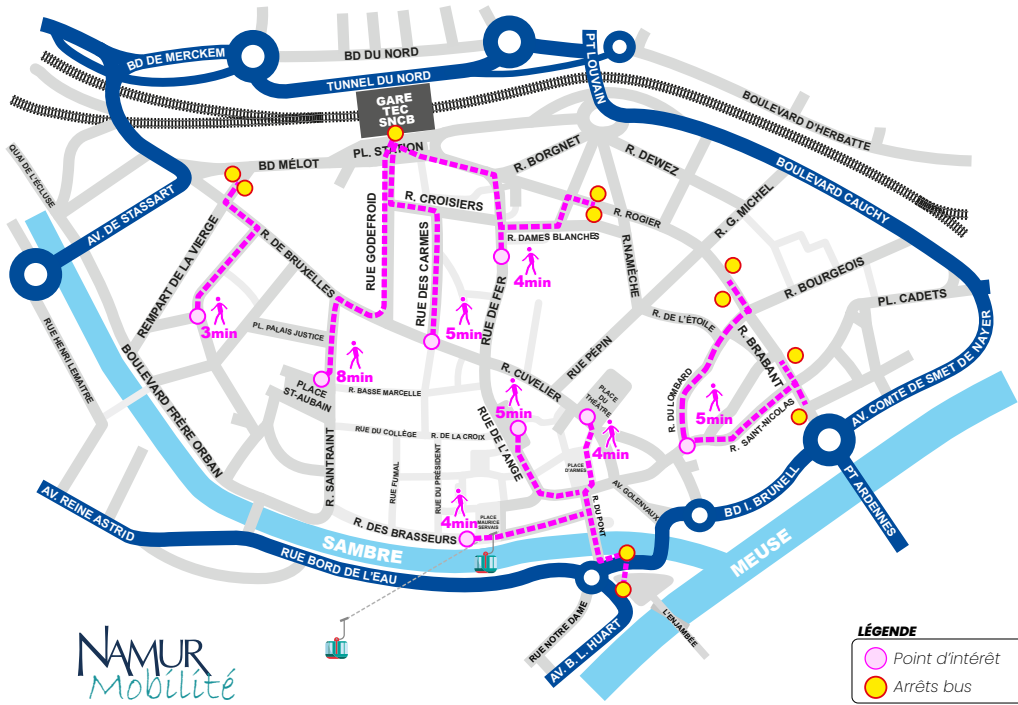 BD DE MERCKEM
BD DU NORD
TUNNEL DU NORD
PT LOUVAIN
GARE
TEC
SNCB
BOULEVARD D'HERBATTE
PL. STATION
BD MÉLOT
R. BORGNET
R. DEWEZ
BOULEVARD CAUCHY
QUAI DE L'ÉCLUSE
AV. DE STASSART
R. CROISIERS
R. ROGIER
R. G. MICHEL
REMPART DE LA VIERGE
R. DE BRUXELLES
RUE GODEFROID
RUE DES CARMES
R. DAMES BLANCHES
R.NAMÈCHE
RUE DE FER
4min
R. BOURGEOIS
PL. CADETS
3min
PL. PALAIS JUSTICE
5min
R. DE L'ÉTOILE
R. BRABANT
RUE HENRI LEMAITRE
BOULEVARD FRÈRE ORBAN
8min
PLACE
ST-AUBAIN
R. BASSE MARCELLE
R. CUVELIER
RUE PÉPIN
PLACE
DU
THÉATRE
R. DU LOMBARD
5min
R. SAINT-NICOLAS
AV. COMTE DE SMET DE NAYER
5min
4min
RUE DU COLLÈGE
R. DE LA CROIX
RUE DE L'ANGE
PLACE
D'ARMES
R. SAINTRAINT
RUE FUMAL
RUE DU PRÉSIDENT
AV. GOLENVAUX
BD I. BRUNELL
PT ARDENNES
AV. REINE ASTRID
4min
PLACE
MAURICE
SERVAIS
R. DU PONT
R. DES BRASSEURS
SAMBRE
MEUSE
RUE BORD DE L'EAU
RUE NOTRE DAME
AV. B. L. HUART
L'ENJAMBÉE
NAMUR
Mobilité
LÉGENDE
Point d'intérêt
Arrêts bus